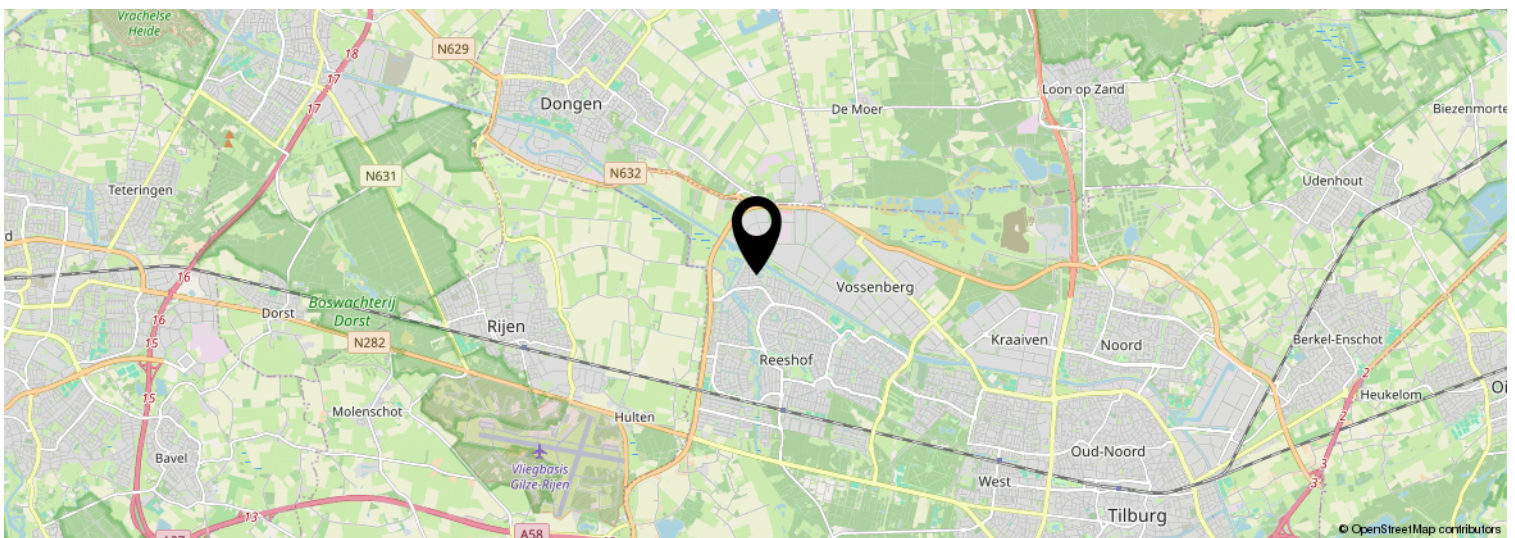 Vrachelse
Heide
18
N629
17
17
Dongen
De Moer
Loon op Zand
Biezenmorte
N631
N632
Teteringen
Udenhout
d
16
Boswachterij
Dorst
Vossenberg
16
Dorst
Rijen
15
N282
Kraaiven
Noord
Berkel-Enschot
Reeshof
2
15
Heukelom
Oi
Molenschot
Hulten
2
Bavel
Oud-Noord
Vliegbasis
Gilze-Rijen
3
West
3
13
Tilburg
A58
© OpenStreetMap contributors